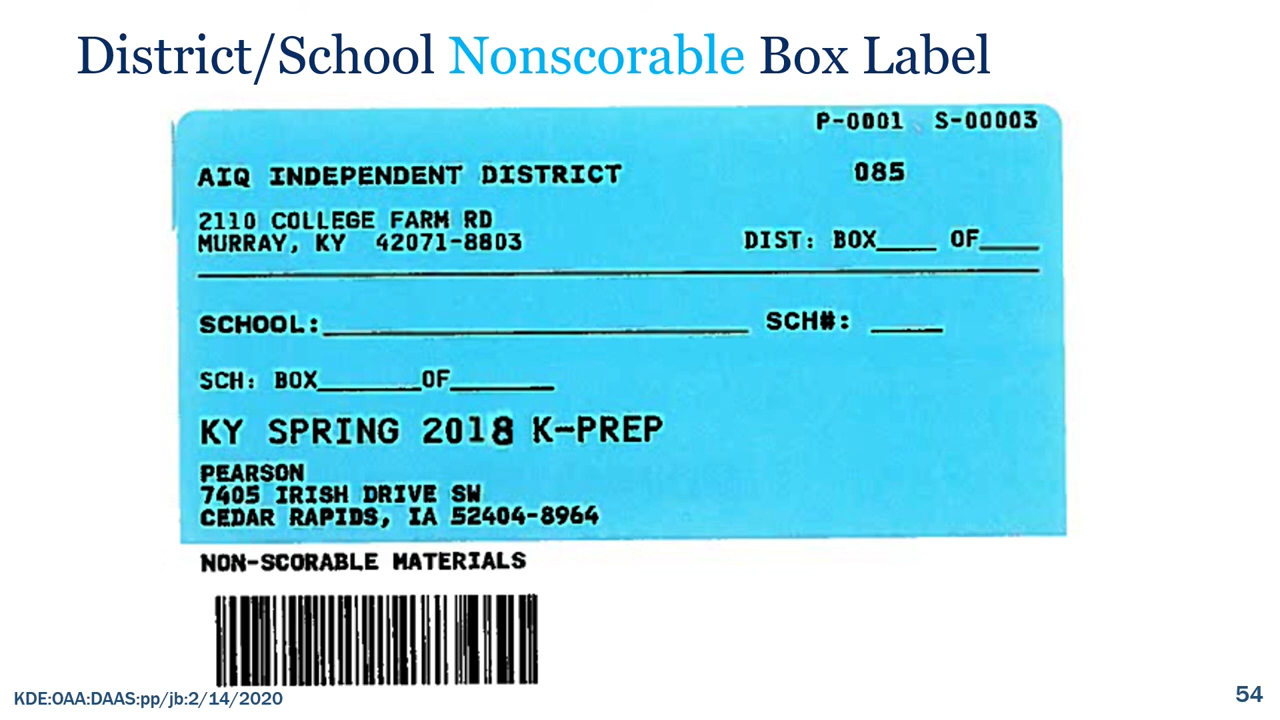 District/School Nonscorable Box Label
P-0001 S-00003
AIQ INDEPENDENT DISTRICT 085
2110 COLLEGE FARM RD
MURRAY, KY 42071-8803
DIST: BOX____ OF____
SCHOOL:______________________________ SCH#: _____
SCH: BOX_______OF_______
KY SPRING 2018 K-PREP
PEARSON
7405 IRISH DRIVE SW
CEDAR RAPIDS, IA 52404-8964
NON-SCORABLE MATERIALS
KDE:OAA:DAAS:pp/jb:2/14/2020
54